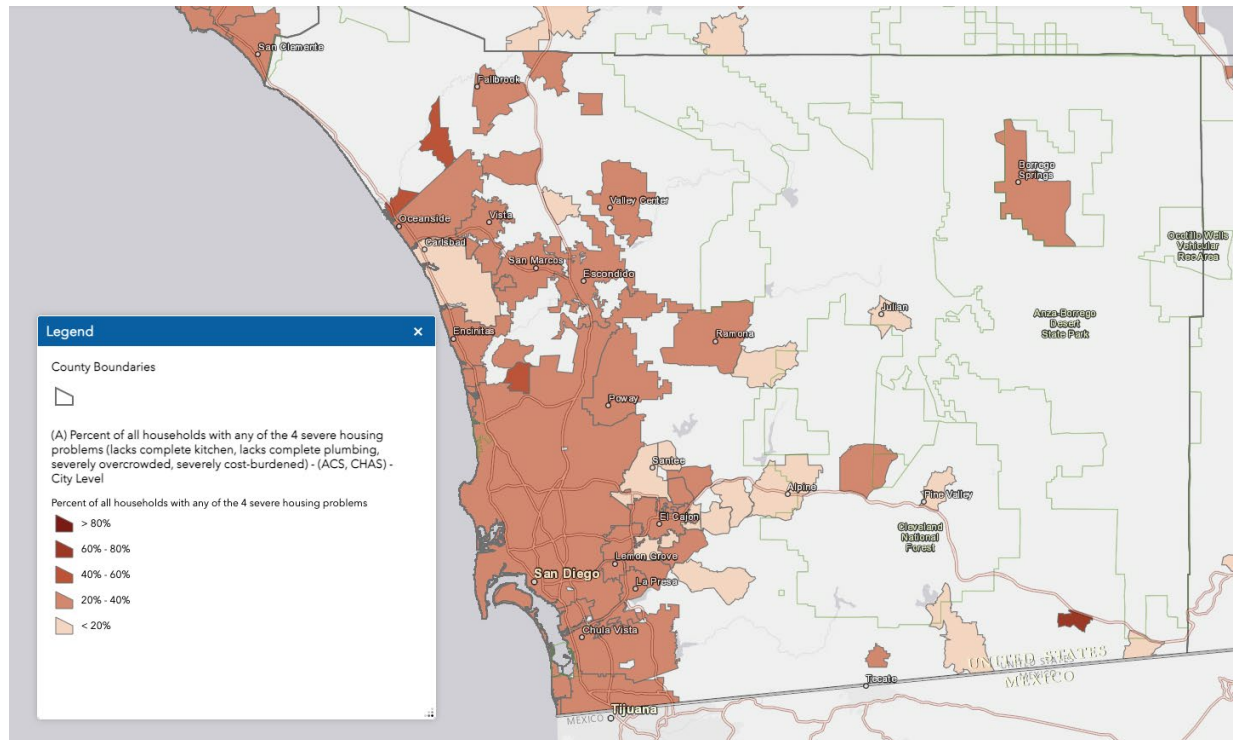 San Clemente
Fallbrook
Borrego
Springs
Valley Center
Oceanside
Vista
Carlsbad
Ocotillo Wells
Vehicular
Rec Area
San Marcos
Escondido
Julian
Anza-Borrego
Desert
State Park
Legend
×
Encinitas
Ramona
County Boundaries
Poway
(A) Percent of all households with any of the 4 severe housing
problems (lacks complete kitchen, lacks complete plumbing,
severely overcrowded, severely cost-burdened) - (ACS, CHAS) -
City Level
Percent of all households with any of the 4 severe housing problems
> 80%
60% - 80%
40% - 60%
20% - 40%
< 20%
Santee
Alpine
Pine Valley
El Cajon
Cleveland
National
Forest
Lemon Grove
San Diego
La Presa
Chula Vista
UNITED STATES
UNITED STATES
MEXICO
MEXICO
Tecate
Tijuana
MEXICO